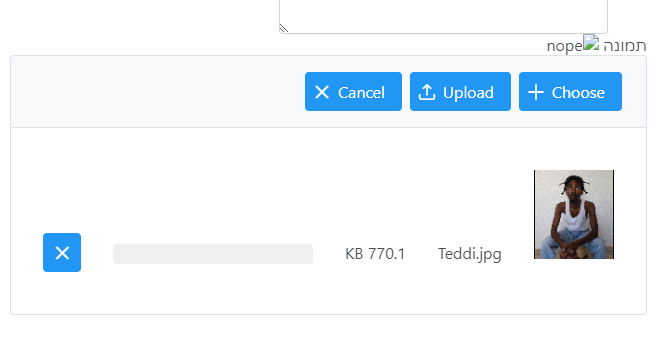 תמונה nope
Choose Upload Cancel
Teddi.jpg 770.1 KB